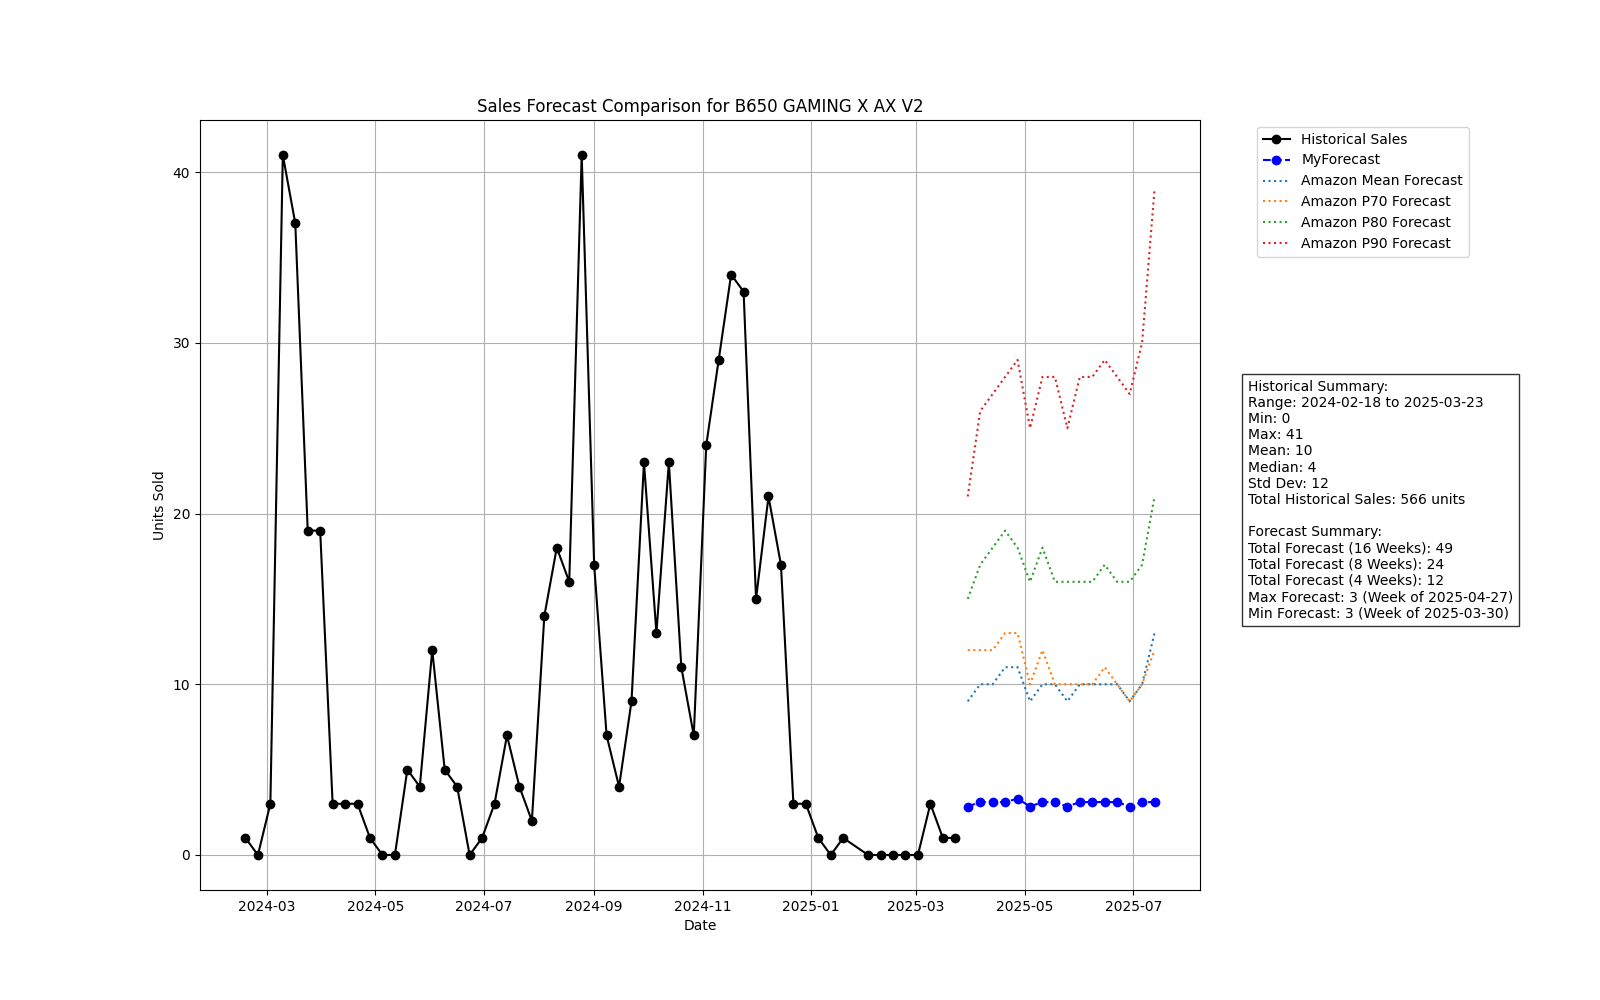 Sales Forecast Comparison for B650 GAMING X AX V2
Historical Sales
MyForecast
Amazon Mean Forecast
Amazon P70 Forecast
Amazon P80 Forecast
Amazon P90 Forecast
40
30
20
10
0
Units Sold
2024-03
2024-05
2024-07
2024-09
2024-11
2025-01
2025-03
2025-05
2025-07
Date
Historical Summary:
Range: 2024-02-18 to 2025-03-23
Min: 0
Max: 41
Mean: 10
Median: 4
Std Dev: 12
Total Historical Sales: 566 units
Forecast Summary:
Total Forecast (16 Weeks): 49
Total Forecast (8 Weeks): 24
Total Forecast (4 Weeks): 12
Max Forecast: 3 (Week of 2025-04-27)
Min Forecast: 3 (Week of 2025-03-30)